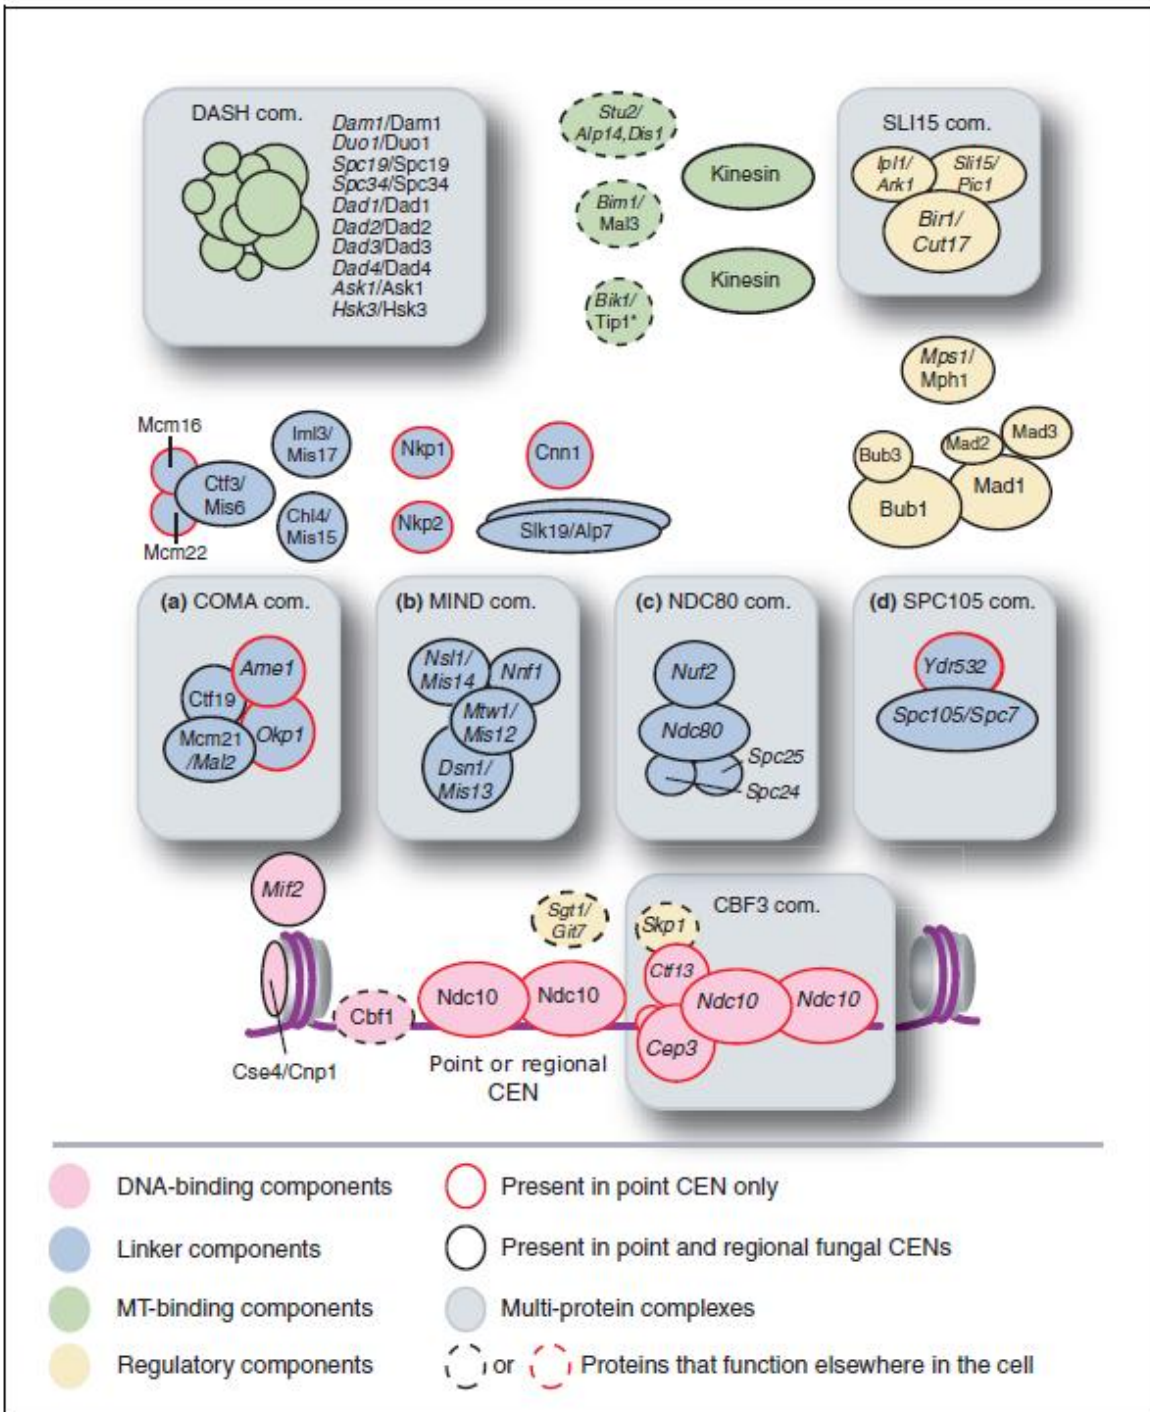 DASH com.
Dam1/Dam1
Duo1/Duo1
Spc19/Spc19
Spc34/Spc34
Dad1/Dad1
Dad2/Dad2
Dad3/Dad3
Dad4/Dad4
Ask1/Ask1
Hsk3/Hsk3
Stu2/
Alp14,Dis1
Bim1/
Mal3
Bik1/
Tip1*
Kinesin
Kinesin
SLI15 com.
Ipl1/
Ark1
Sli15/
Pic1
Bir1/
Cut17
Mps1/
Mph1
Bub3
Mad2
Mad3
Bub1
Mad1
Mcm16
Ctf3/
Mis6
Mcm22
Iml3/
Mis17
Chl4/
Mis15
Nkp1
Nkp2
Cnn1
Slk19/Alp7
(a) COMA com.
Ame1
Ctf19
Mcm21
/Mal2
Okp1
(b) MIND com.
Nsl1/
Mis14
Nnf1
Mtw1/
Mis12
Dsn1/
Mis13
(c) NDC80 com.
Nuf2
Ndc80
Spc25
Spc24
(d) SPC105 com.
Ydr532
Spc105/Spc7
Mif2
Cse4/Cnp1
Cbf1
Ndc10
Ndc10
Sgt1/
Git7
Point or regional
CEN
CBF3 com.
Skp1
Ctf13
Ndc10
Ndc10
Cep3
DNA-binding components
Present in point CEN only
Linker components
Present in point and regional fungal CENs
MT-binding components
Multi-protein complexes
Regulatory components
or
Proteins that function elsewhere in the cell